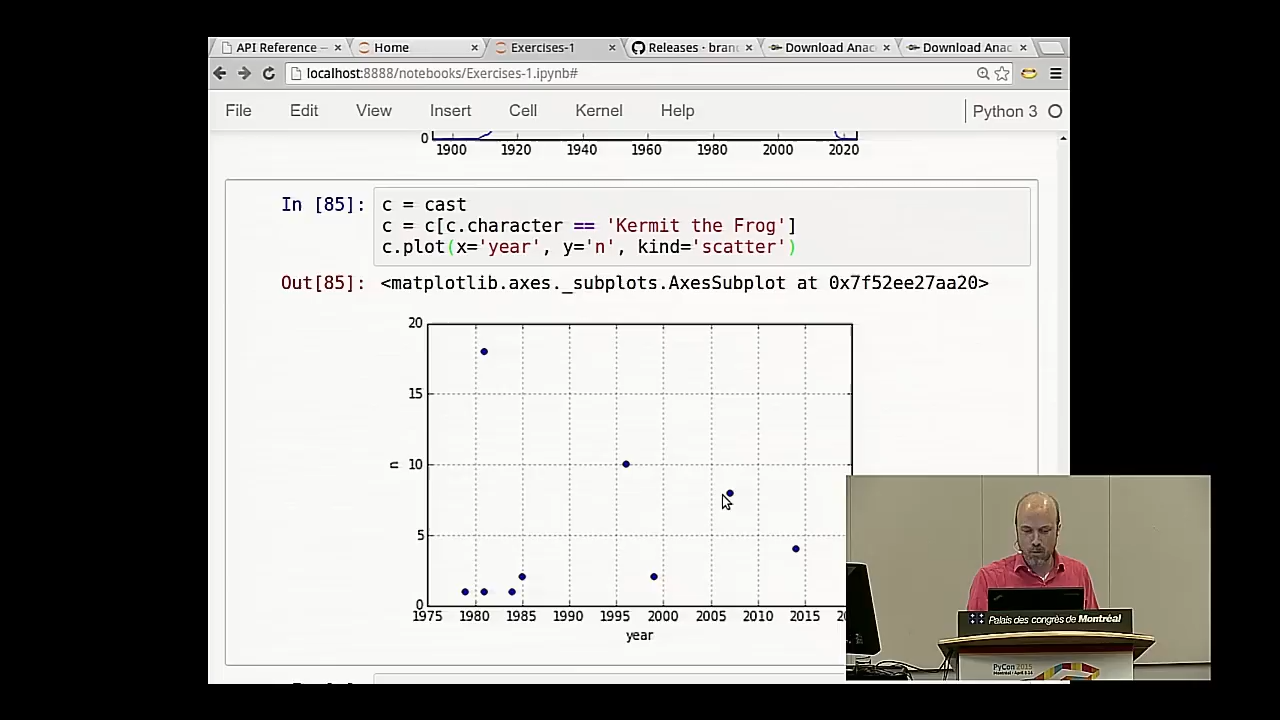 API Reference –
Home
Exercises-1
Releases · bran
Download Anac
Download Anac
localhost:8888/notebooks/Exercises-1.ipynb#
File Edit View Insert Cell Kernel Help
Python 3
0
1900 1920 1940 1960 1980 2000 2020
In [85]:
c = cast
c = c[c.character == 'Kermit the Frog']
c.plot(x='year', y='n', kind='scatter')
Out[85]:
<matplotlib.axes._subplots.AxesSubplot at 0x7f52ee27aa20>
20
15
10
5
0
n
1975 1980 1985 1990 1995 2000 2005 2010 2015
year
Palais des congrès de Montréal
PyCon 2015